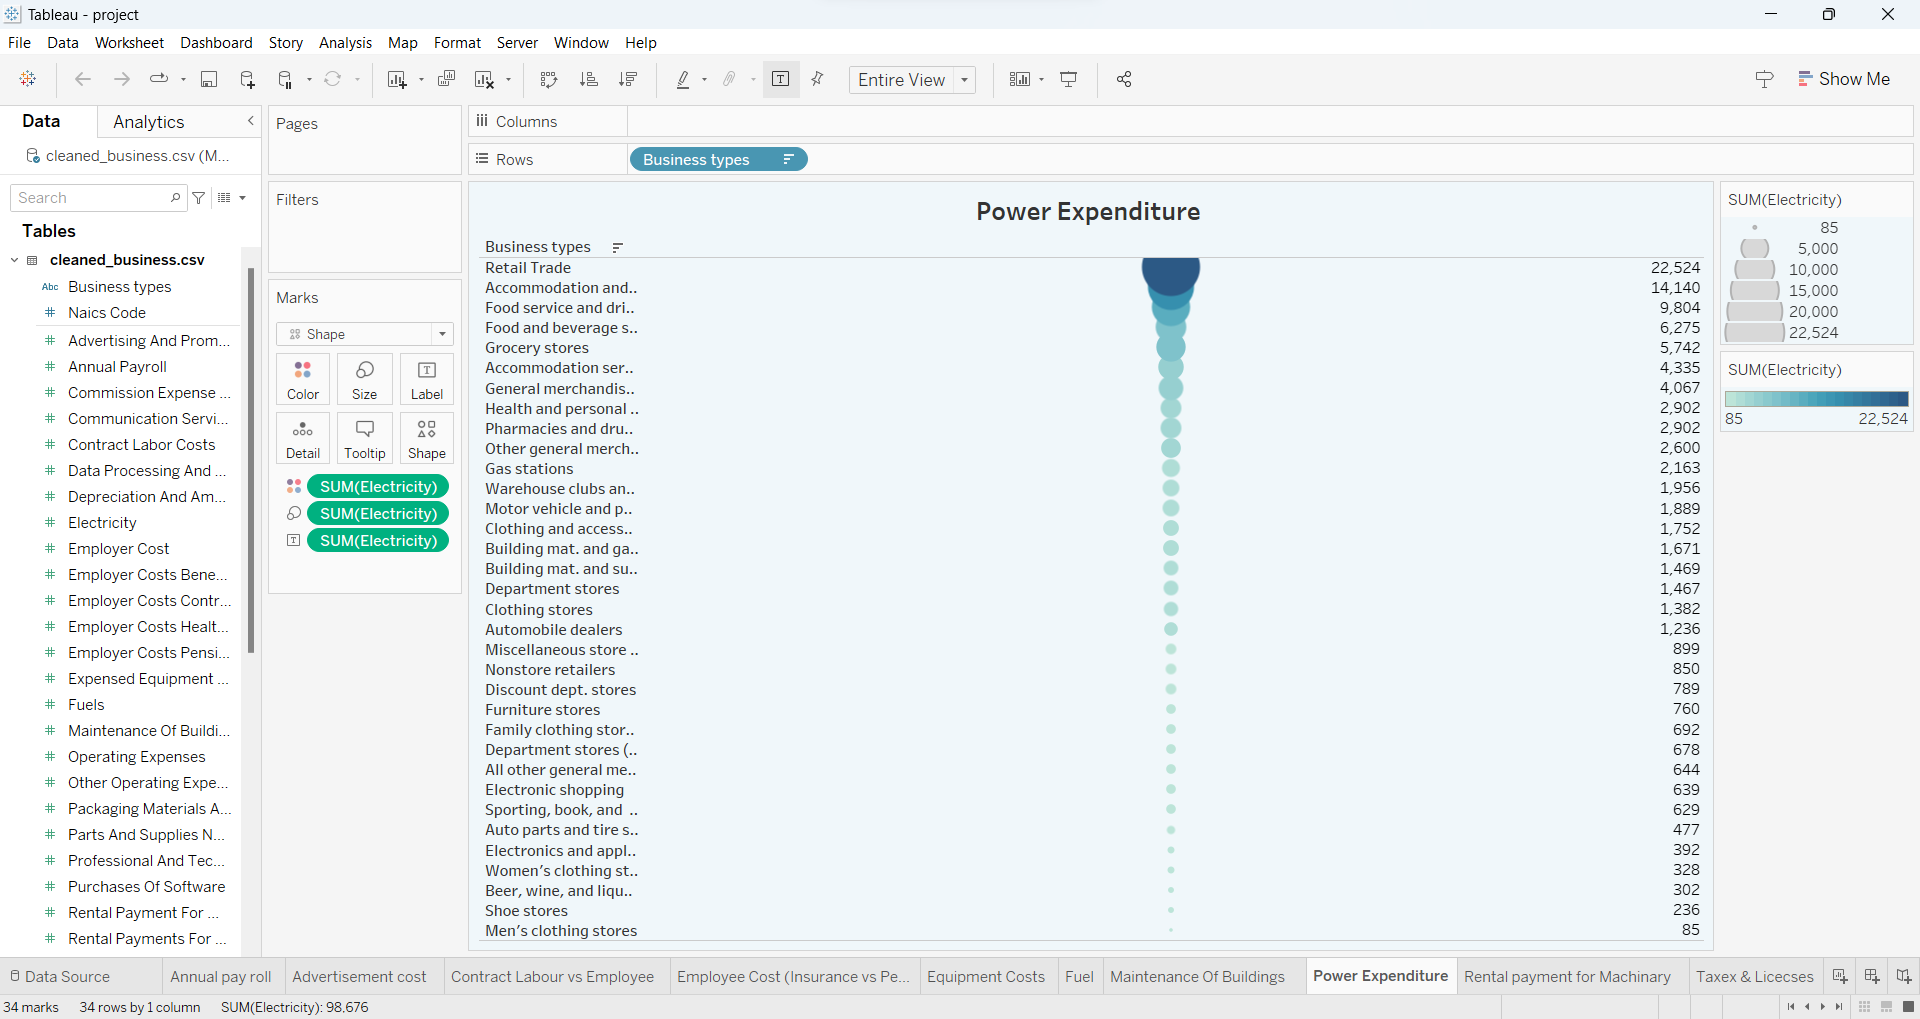 Tableau - project
File Data Worksheet Dashboard Story Analysis Map Format Server Window Help
Entire View
Show Me
Data Analytics
cleaned_business.csv (M...
Search
Tables
cleaned_business.csv
Abc Business types
# Naics Code
# Advertising And Prom...
# Annual Payroll
# Commission Expense ...
# Communication Servi...
# Contract Labor Costs
# Data Processing And ...
# Depreciation And Am...
# Electricity
# Employer Cost
# Employer Costs Bene...
# Employer Costs Contr...
# Employer Costs Healt...
# Employer Costs Pensi...
# Expensed Equipment ...
# Fuels
# Maintenance Of Buildi...
# Operating Expenses
# Other Operating Expe...
# Packaging Materials A...
# Parts And Supplies N...
# Professional And Tec...
# Purchases Of Software
# Rental Payment For ...
# Rental Payments For ...
Pages
Filters
Marks
Shape
Color Size Label
Detail Tooltip Shape
SUM(Electricity)
SUM(Electricity)
T SUM(Electricity)
Columns
Rows Business types
Power Expenditure
Business types
Retail Trade 22,524
Accommodation and.. 14,140
Food service and dri.. 9,804
Food and beverage s.. 6,275
Grocery stores 5,742
Accommodation ser.. 4,335
General merchandis.. 4,067
Health and personal .. 2,902
Pharmacies and dru.. 2,902
Other general merch.. 2,600
Gas stations 2,163
Warehouse clubs an.. 1,956
Motor vehicle and p.. 1,889
Clothing and access.. 1,752
Building mat. and ga.. 1,671
Building mat. and su.. 1,469
Department stores 1,467
Clothing stores 1,382
Automobile dealers 1,236
Miscellaneous store .. 899
Nonstore retailers 850
Discount dept. stores 789
Furniture stores 760
Family clothing stor.. 692
Department stores (.. 678
All other general me.. 644
Electronic shopping 639
Sporting, book, and .. 629
Auto parts and tire s.. 477
Electronics and appl.. 392
Women's clothing st.. 328
Beer, wine, and liqu.. 302
Shoe stores 236
Men's clothing stores 85
SUM(Electricity)
85
5,000
10,000
15,000
20,000
22,524
SUM(Electricity)
85 22,524
Data Source Annual pay roll Advertisement cost Contract Labour vs Employee Employee Cost (Insurance vs Pe... Equipment Costs Fuel Maintenance Of Buildings Power Expenditure Rental payment for Machinary Taxex & Licecses
34 marks 34 rows by 1 column SUM(Electricity): 98,676